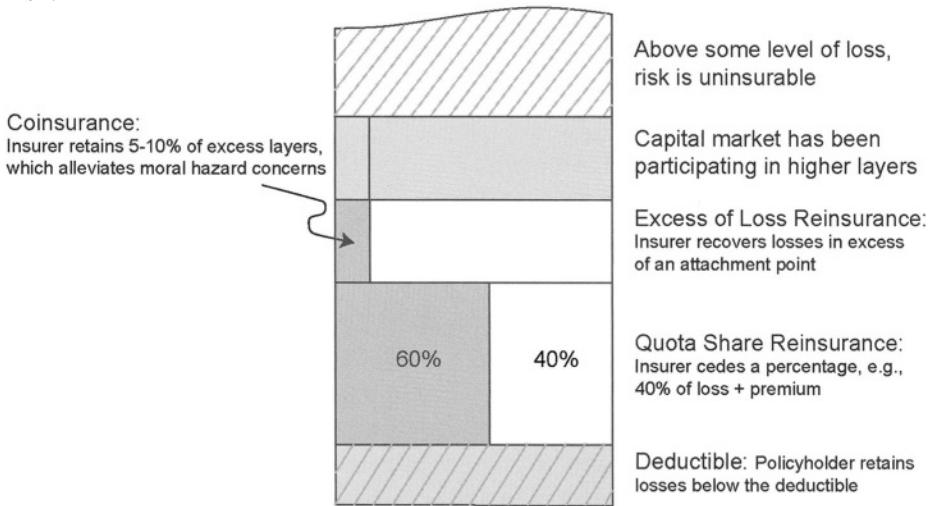 Above some level of loss,
risk is uninsurable
Coinsurance:
Insurer retains 5-10% of excess layers,
which alleviates moral hazard concerns
Capital market has been
participating in higher layers
Excess of Loss Reinsurance:
Insurer recovers losses in excess
of an attachment point
60%
40%
Quota Share Reinsurance:
Insurer cedes a percentage, e.g.,
40% of loss + premium
Deductible: Policyholder retains
losses below the deductible